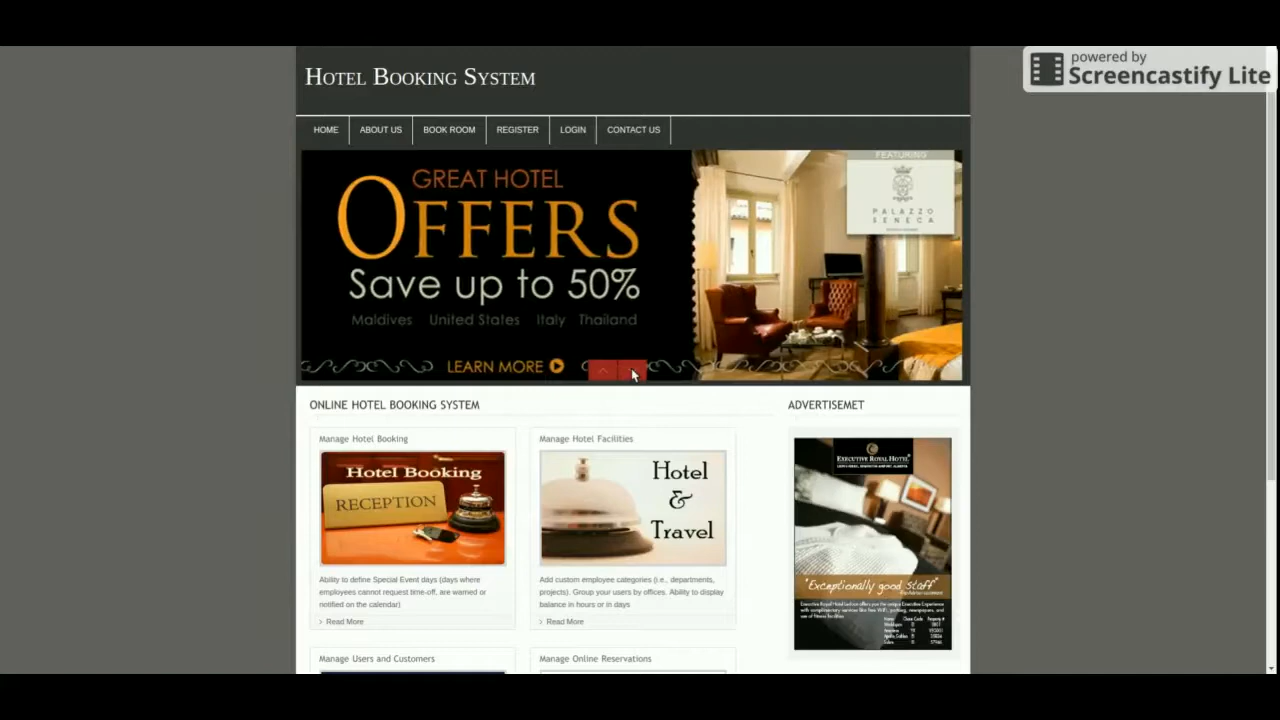 powered by
Screencastify Lite
HOTEL BOOKING SYSTEM
HOME
ABOUT US
BOOK ROOM
REGISTER
LOGIN
CONTACT US
GREAT HOTEL
OFFERS
Save up to 50%
Maldives United States Italy Thailand
LEARN MORE
FEATURING
PALAZZO
SENECA
ONLINE HOTEL BOOKING SYSTEM
Manage Hotel Booking
Hotel Booking
RECEPTION
Ability to define Special Event days (days where
employees cannot request time-off, are warned or
notified on the calendar)
Read More
Manage Hotel Facilities
Hotel
&
Travel
Add custom employee categories (i.e., departments,
projects). Group your users by offices. Ability to display
balance in hours or in days
Read More
Manage Users and Customers
Manage Online Reservations
ADVERTISEMET
EXECUTIVE ROYAL HOTEL
"Exceptionally good Staff"